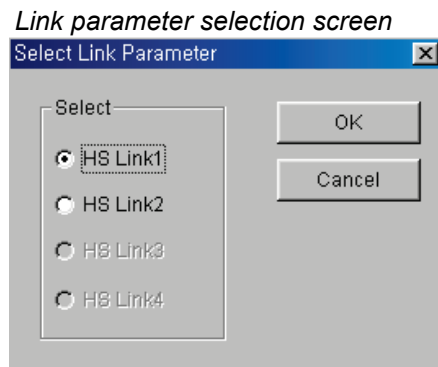 Link parameter selection screen
Select Link Parameter
Select
HS Link1
HS Link2
HS Link3
HS Link4
OK
Cancel